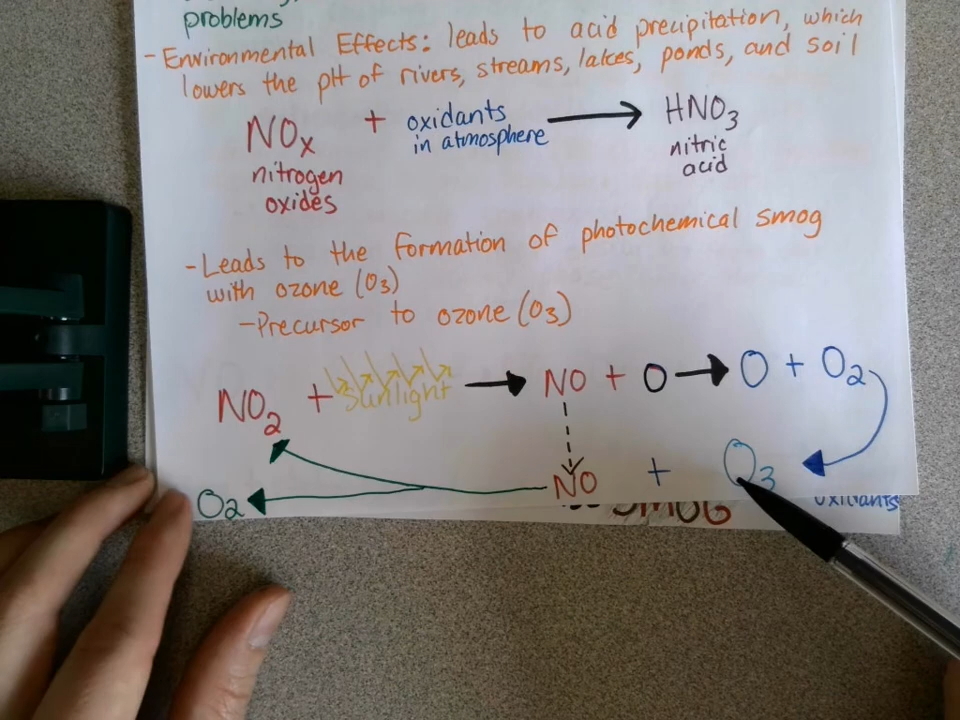 problems
- Environmental Effects: leads to acid precipitation, which
lowers the pH of rivers, streams, lakes, ponds, and soil
NOx + oxidants in atmosphere → HNO3
nitrogen oxides
nitric acid
- Leads to the formation of photochemical smog
with ozone (O3)
- Precursor to ozone (O3)
NO2 + Sunlight → NO + O → O + O2
O2 NO + O3
SMOG
oxidants